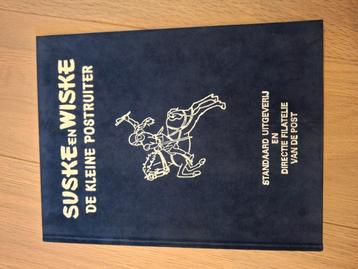 SUSKE EN WISKE
DE KLEINE POSTRUITER
STANDAARD UITGEVERIJ
EN
DIRECTIE FILATELIE
VAN DE POST